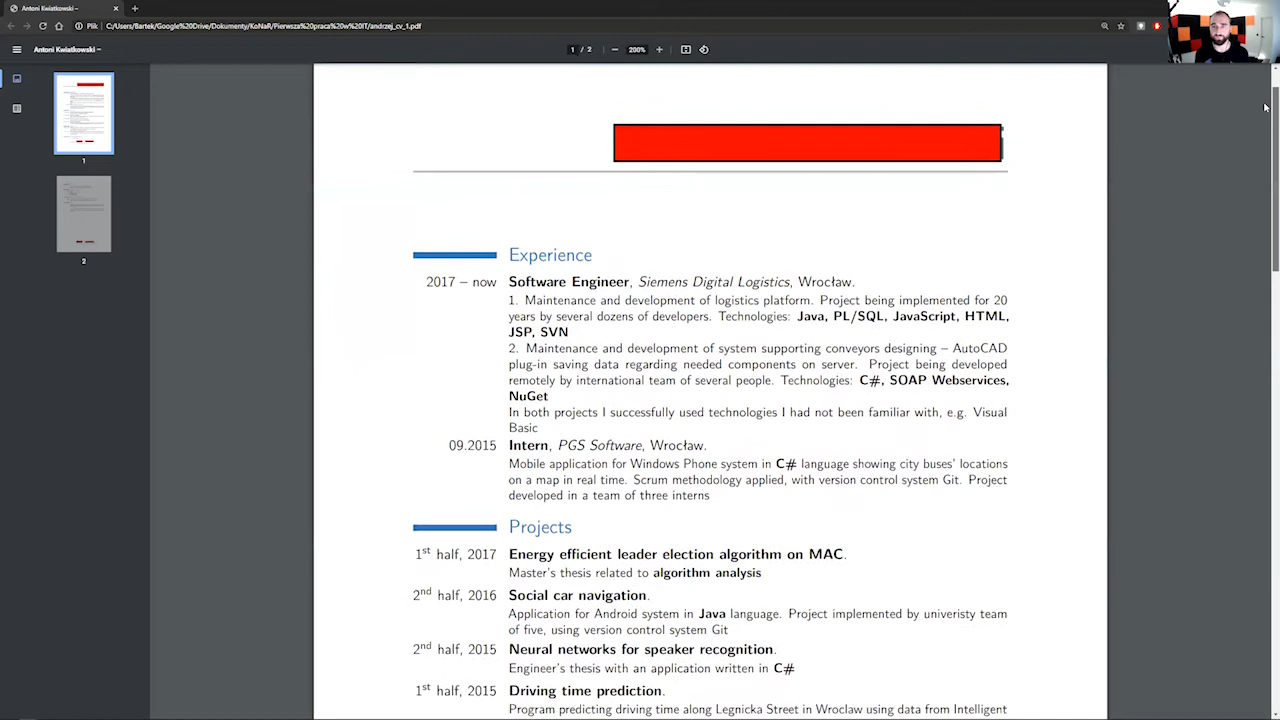 Antoni Kwiatkowski –
Plik
C:/Users/Bartek/Google%20Drive/Dokumenty/KoNaR/Pierwsza%20praca%20w%20IT/andrzej_cv_1.pdf
Antoni Kwiatkowski –
1 / 2
200%
1
2
Experience
2017 – now Software Engineer, Siemens Digital Logistics, Wrocław.
1. Maintenance and development of logistics platform. Project being implemented for 20
years by several dozens of developers. Technologies: Java, PL/SQL, JavaScript, HTML,
JSP, SVN
2. Maintenance and development of system supporting conveyors designing – AutoCAD
plug-in saving data regarding needed components on server. Project being developed
remotely by international team of several people. Technologies: C#, SOAP Webservices,
NuGet
In both projects I successfully used technologies I had not been familiar with, e.g. Visual
Basic
09.2015 Intern, PGS Software, Wrocław.
Mobile application for Windows Phone system in C# language showing city buses' locations
on a map in real time. Scrum methodology applied, with version control system Git. Project
developed in a team of three interns
Projects
1st half, 2017 Energy efficient leader election algorithm on MAC.
Master's thesis related to algorithm analysis
2nd half, 2016 Social car navigation.
Application for Android system in Java language. Project implemented by univeristy team
of five, using version control system Git
2nd half, 2015 Neural networks for speaker recognition.
Engineer's thesis with an application written in C#
1st half, 2015 Driving time prediction.
Program predicting driving time along Legnicka Street in Wroclaw using data from Intelligent